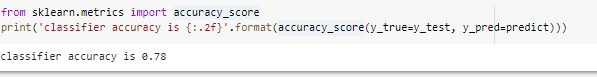 from sklearn.metrics import accuracy_score
print('classifier accuracy is {:.2f}'.format(accuracy_score(y_true=y_test, y_pred=predict)))
classifier accuracy is 0.78